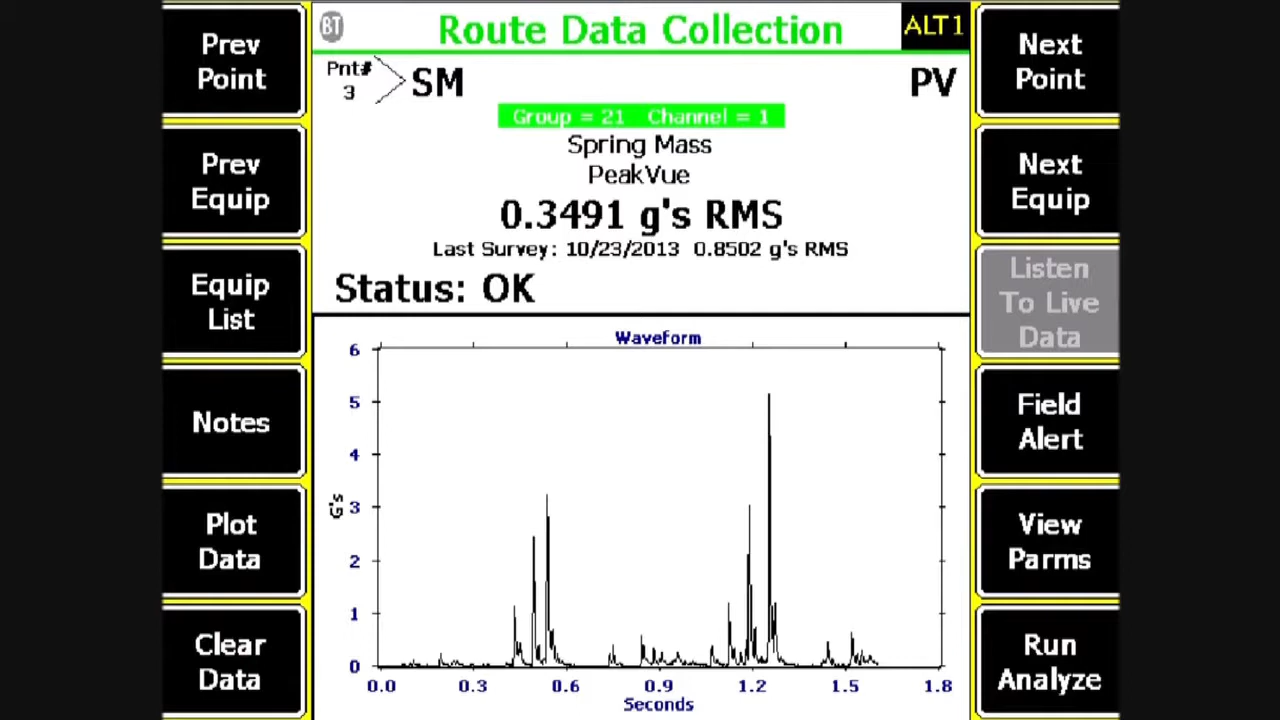 Prev
Point
Prev
Equip
Equip
List
Notes
Plot
Data
Clear
Data
BT
Route Data Collection
ALT1
Pnt#
3
SM
PV
Group = 21 Channel = 1
Spring Mass
PeakVue
0.3491 g's RMS
Last Survey: 10/23/2013 0.8502 g's RMS
Status: OK
Waveform
6
5
4
3
2
1
0
G's
0.0 0.3 0.6 0.9 1.2 1.5 1.8
Seconds
Next
Point
Next
Equip
Listen
To Live
Data
Field
Alert
View
Parms
Run
Analyze